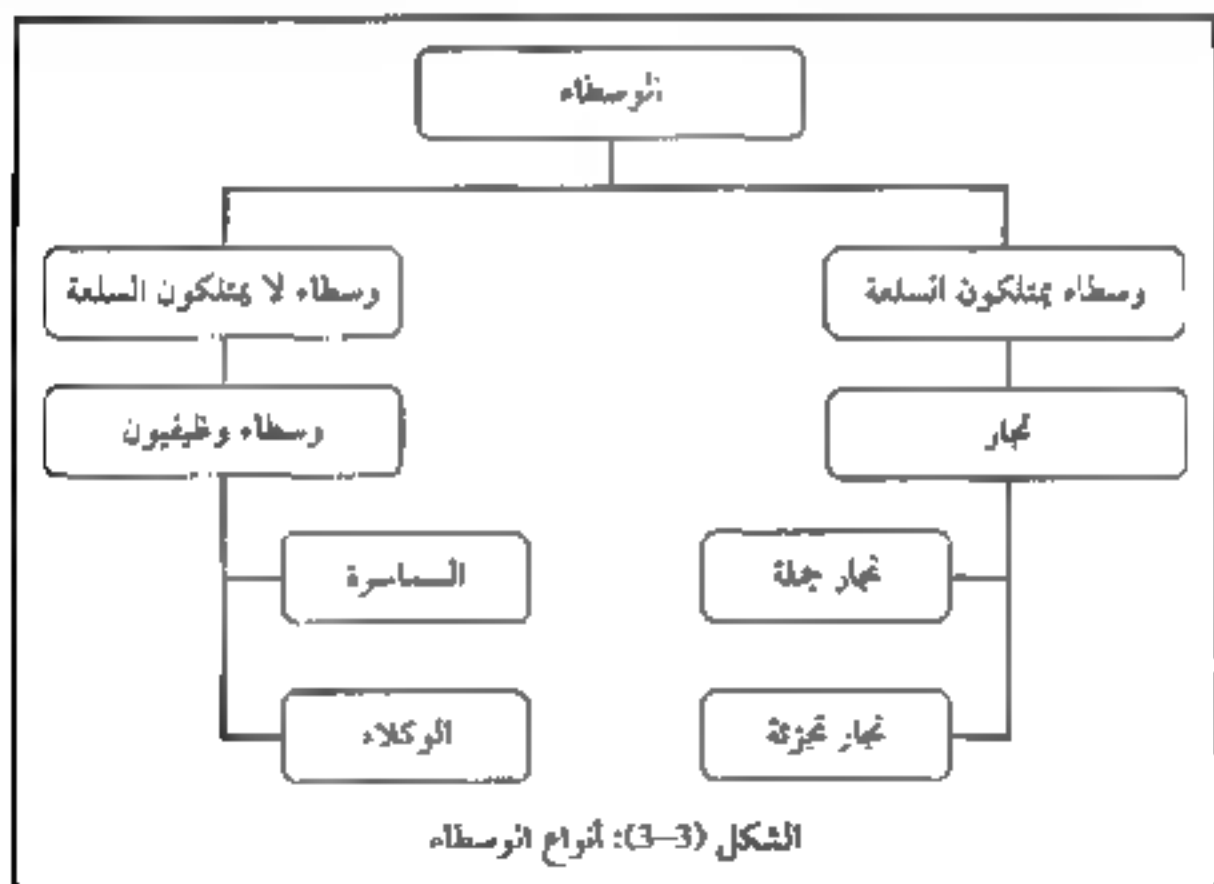 الوسطاء
وسطاء يمتلكون السلعة
وسطاء لا يمتلكون السلعة
تجار
وسطاء وظيفيون
تجار جملة
السماسرة
تجار تجزئة
الوكلاء
الشكل (3-3): أنواع الوسطاء